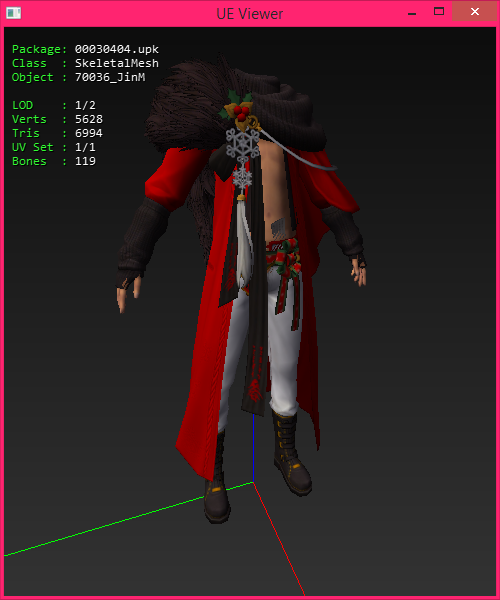 UE Viewer
Package: 00030404.upk
Class : SkeletalMesh
Object : 70036_JinM
LOD : 1/2
Verts : 5628
Tris : 6994
UV Set : 1/1
Bones : 119